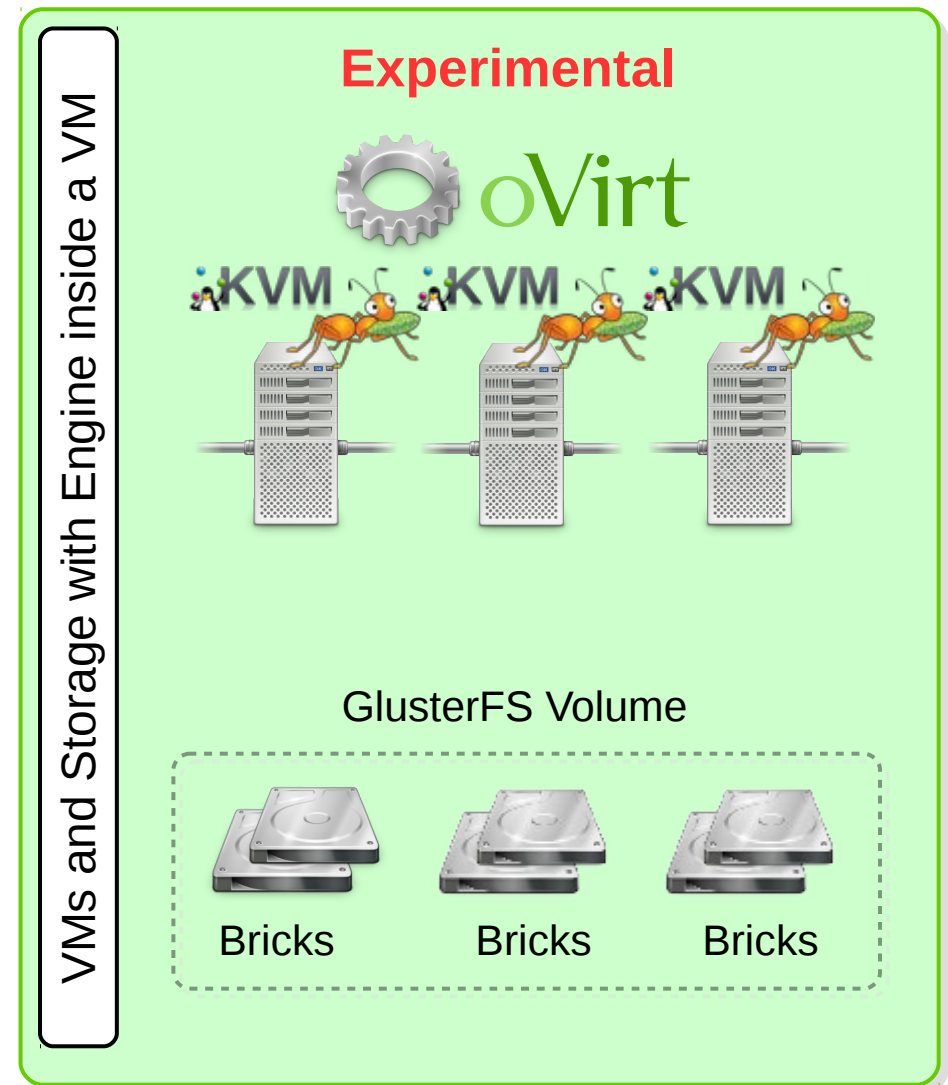 VMs and Storage with Engine inside a VM
Experimental
oVirt
KVM KVM KVM
GlusterFS Volume
Bricks Bricks Bricks